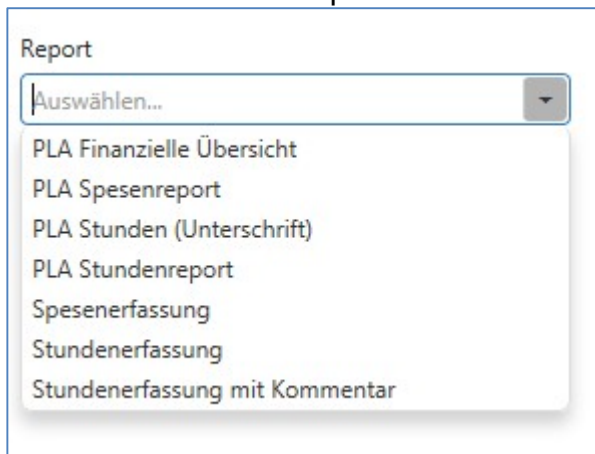 Report
Auswählen...
PLA Finanzielle Übersicht
PLA Spesenreport
PLA Stunden (Unterschrift)
PLA Stundenreport
Spesenerfassung
Stundenerfassung
Stundenerfassung mit Kommentar